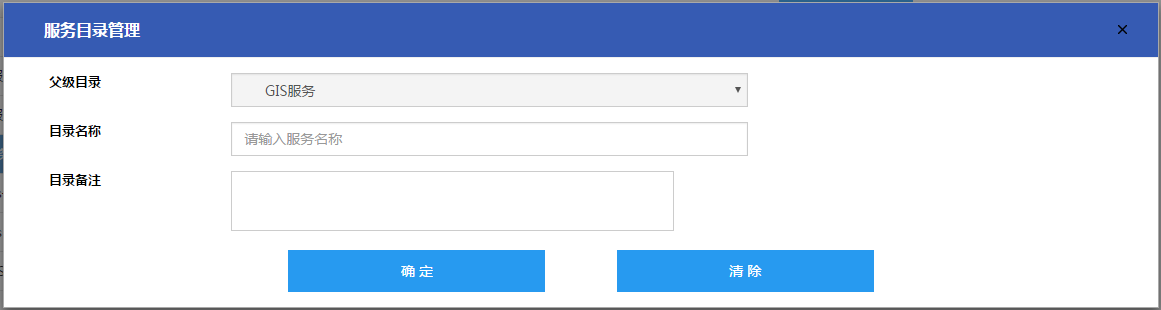 服务目录管理
父级目录
GIS服务
目录名称
请输入服务名称
目录备注
确 定
清 除